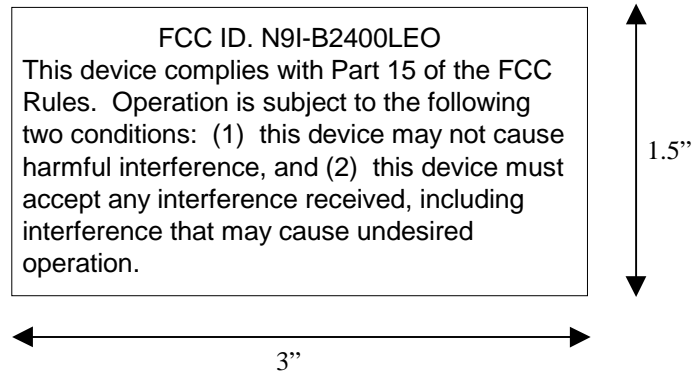 FCC ID. N9I-B2400LEO
This device complies with Part 15 of the FCC
Rules.  Operation is subject to the following
two conditions:  (1)  this device may not cause
harmful interference, and (2)  this device must
accept any interference received, including
interference that may cause undesired
operation.
1.5”
3”